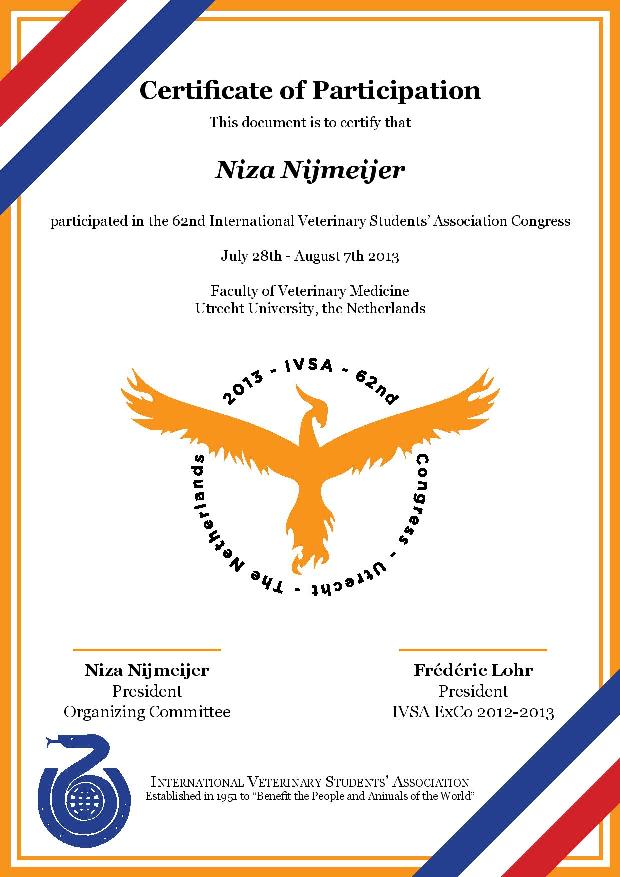 Certificate of Participation
This document is to certify that
Niza Nijmeijer
participated in the 62nd International Veterinary Students' Association Congress
July 28th - August 7th 2013
Faculty of Veterinary Medicine
Utrecht University, the Netherlands
2013 - IVSA - 62nd
Congress - Utrecht - The Netherlands
Niza Nijmeijer
President
Organizing Committee
Frédéric Lohr
President
IVSA ExCo 2012-2013
International Veterinary Students' Association
Established in 1951 to "Benefit the People and Animals of the World"